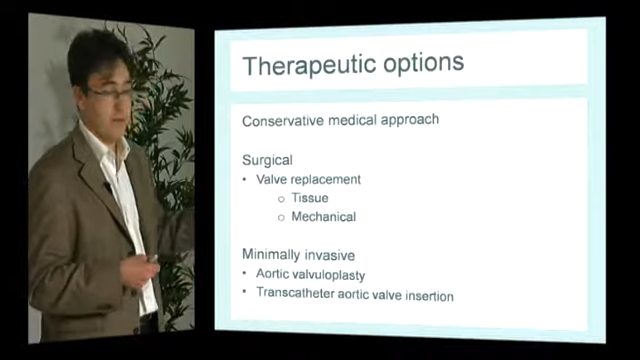 Therapeutic options
Conservative medical approach
Surgical
• Valve replacement
o Tissue
o Mechanical
Minimally invasive
• Aortic valvuloplasty
• Transcatheter aortic valve insertion